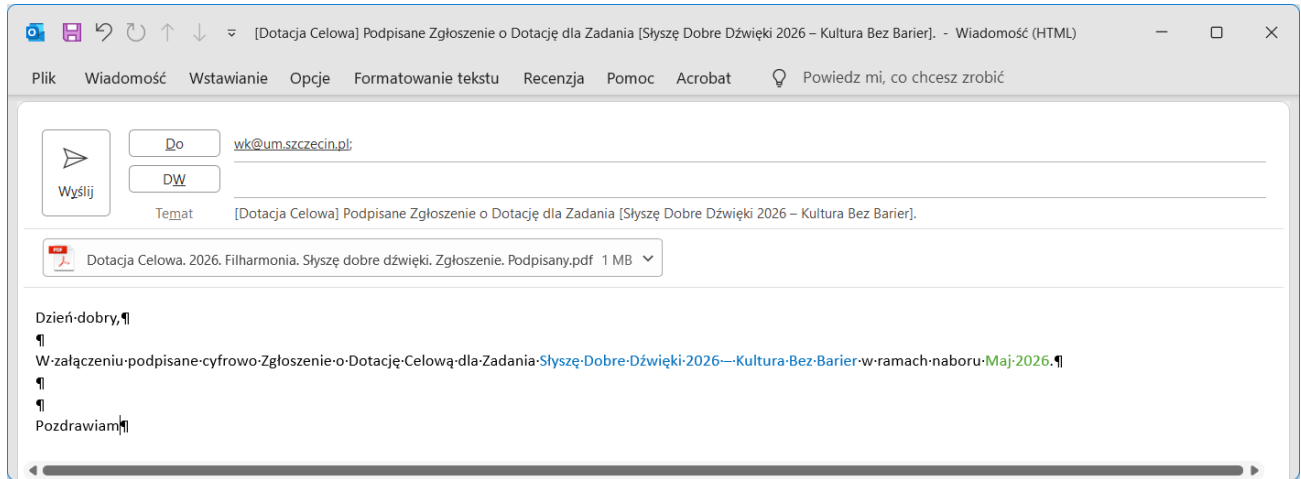 [Dotacja Celowa] Podpisane Zgłoszenie o Dotację dla Zadania [Słyszę Dobre Dźwięki 2026 – Kultura Bez Barier]. - Wiadomość (HTML)
Plik Wiadomość Wstawianie Opcje Formatowanie tekstu Recenzja Pomoc Acrobat Powiedz mi, co chcesz zrobić
Wyślij
Do wk@um.szczecin.pl;
DW
Temat [Dotacja Celowa] Podpisane Zgłoszenie o Dotację dla Zadania [Słyszę Dobre Dźwięki 2026 – Kultura Bez Barier].
PDF Dotacja Celowa. 2026. Filharmonia. Słyszę dobre dźwięki. Zgłoszenie. Podpisany.pdf 1 MB
Dzień·dobry,¶
¶
W·załączeniu·podpisane·cyfrowo·Zgłoszenie·o·Dotację·Celową·dla·Zadania·Słyszę·Dobre·Dźwięki·2026·–·Kultura·Bez·Barier·w·ramach·naboru·Maj·2026.¶
¶
¶
Pozdrawiam¶